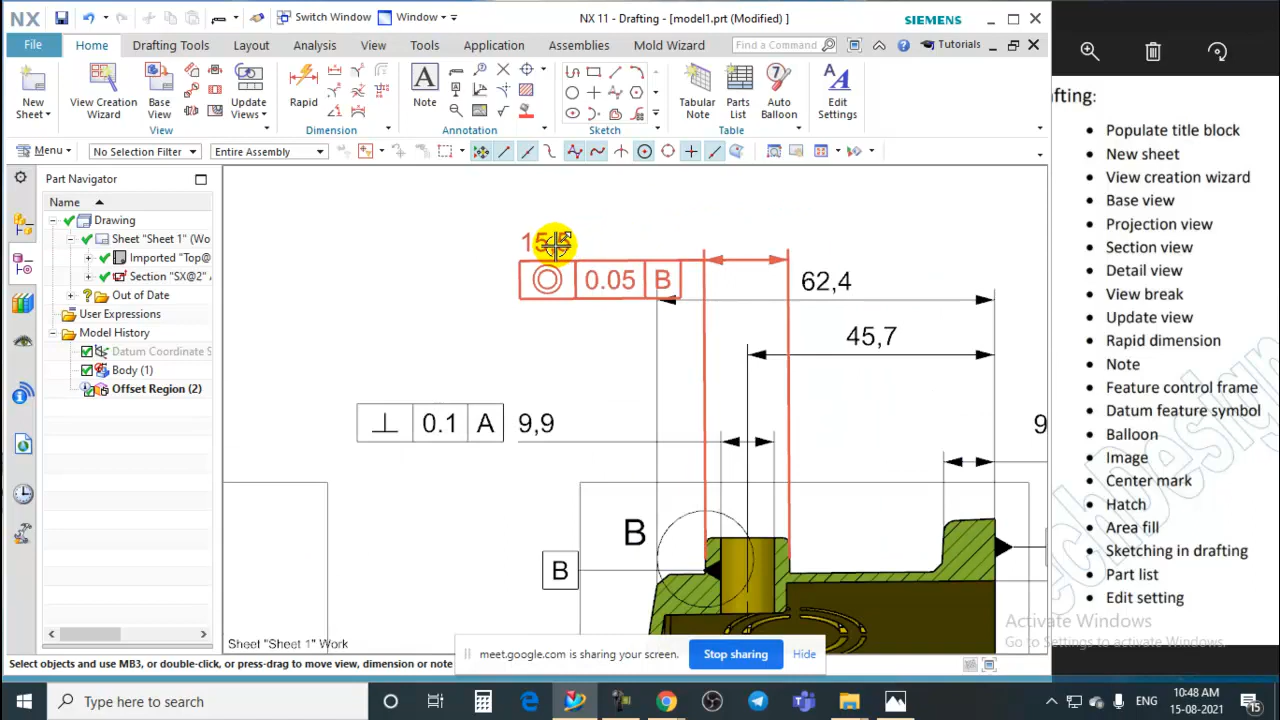 NX
Switch Window
Window
NX 11 - Drafting - [model1.prt (Modified) ]
SIEMENS
File
Home
Drafting Tools
Layout
Analysis
View
Tools
Application
Assemblies
Mold Wizard
Find a Command
Tutorials
New Sheet
View Creation Wizard
Base View
Update Views
Rapid
Note
Tabular Note
Parts List
Auto Balloon
Edit Settings
View
Dimension
Annotation
Sketch
Table
Menu
No Selection Filter
Entire Assembly
Part Navigator
Name
Drawing
Sheet "Sheet 1" (Wo
Imported "Top@
Section "SX@2"
Out of Date
User Expressions
Model History
Datum Coordinate S
Body (1)
Offset Region (2)
0.05 B
62,4
45,7
0.1 A 9,9
9
B
B
Sheet "Sheet 1" Work
meet.google.com is sharing your screen.
Stop sharing
Hide
Select objects and use MB3, or double-click, or press-drag to move view, dimension or note
afting:
Populate title block
New sheet
View creation wizard
Base view
Projection view
Section view
Detail view
View break
Update view
Rapid dimension
Note
Feature control frame
Datum feature symbol
Balloon
Image
Center mark
Hatch
Area fill
Sketching in drafting
Part list
Edit setting
Activate Windows
Go to Settings to activate Windows.
Type here to search
ENG
10:48 AM
15-08-2021
15